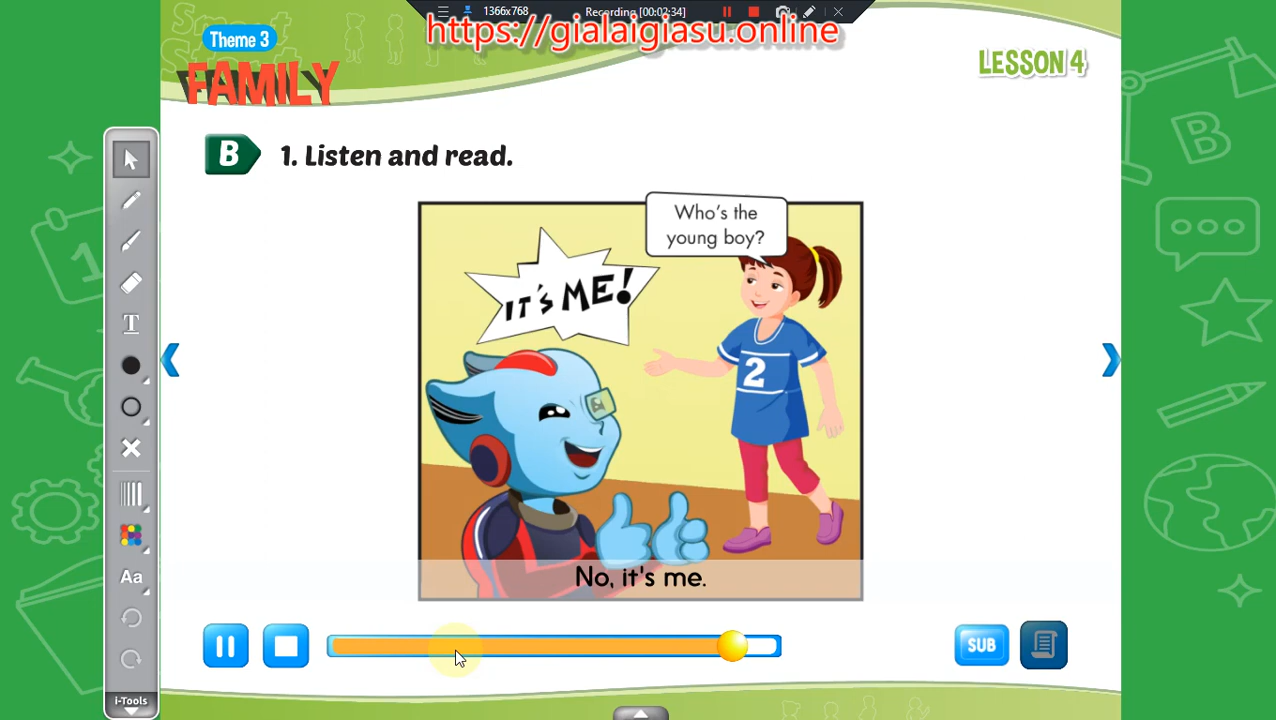 1366x768
Recording [00:02:34]
https://gialaigiasu.online
Theme 3
FAMILY
LESSON 4
B
1. Listen and read.
Who's the
young boy?
IT'S ME!
2
No, it's me.
SUB
T
Aa
i-Tools
1
B